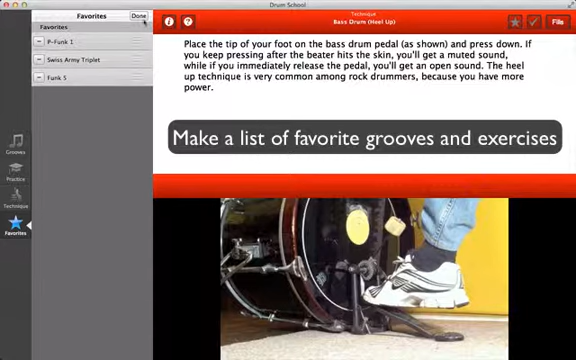 Drum School
Favorites
Done
Favorites
P-Funk 1
Swiss Army Triplet
Funk 5
Grooves
Practice
Technique
Favorites
Technique
Bass Drum (Heel Up)
File
Place the tip of your foot on the bass drum pedal (as shown) and press down. If
you keep pressing after the beater hits the skin, you'll get a muted sound,
while if you immediately release the pedal, you'll get an open sound. The heel
up technique is very common among rock drummers, because you have more
power.
Make a list of favorite grooves and exercises